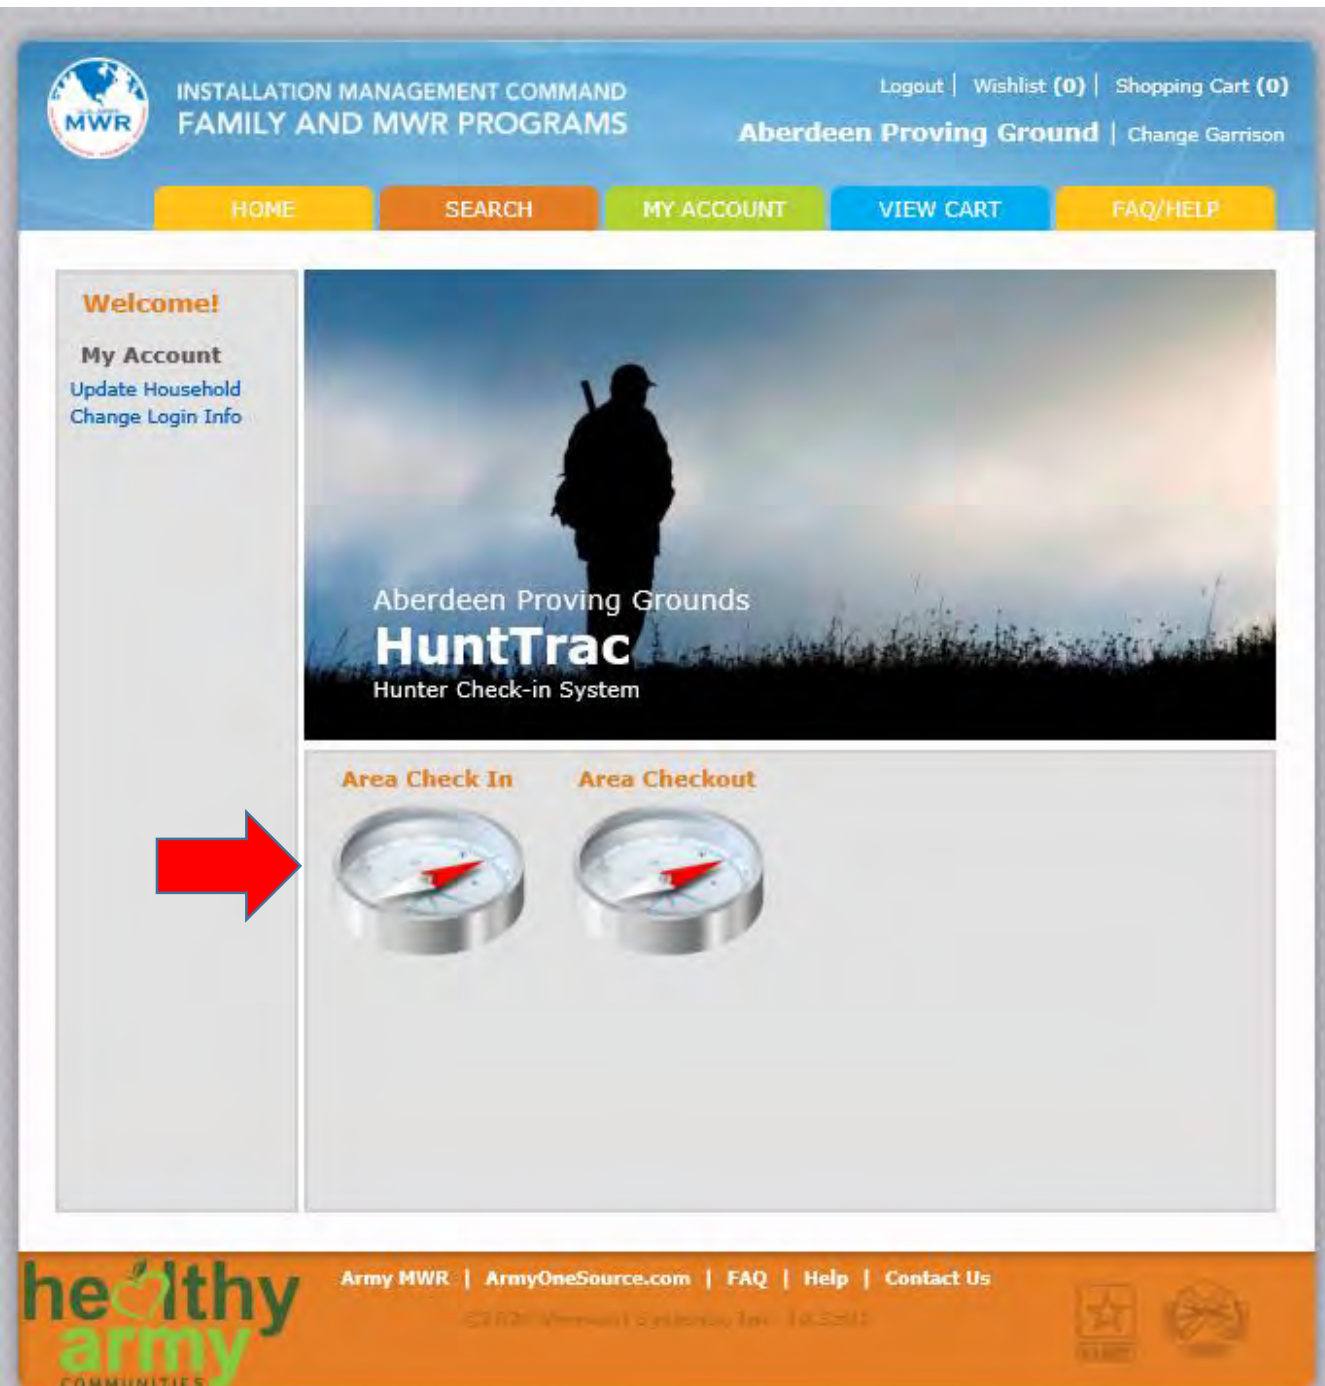 MWR
INSTALLATION MANAGEMENT COMMAND
FAMILY AND MWR PROGRAMS
Logout | Wishlist (0) | Shopping Cart (0)
Aberdeen Proving Ground | Change Garrison
HOME
SEARCH
MY ACCOUNT
VIEW CART
FAQ/HELP
Welcome!
My Account
Update Household
Change Login Info
Aberdeen Proving Grounds
HuntTrac
Hunter Check-in System
Area Check In
Area Checkout
healthy
army
COMMUNITIES
Army MWR | ArmyOneSource.com | FAQ | Help | Contact Us